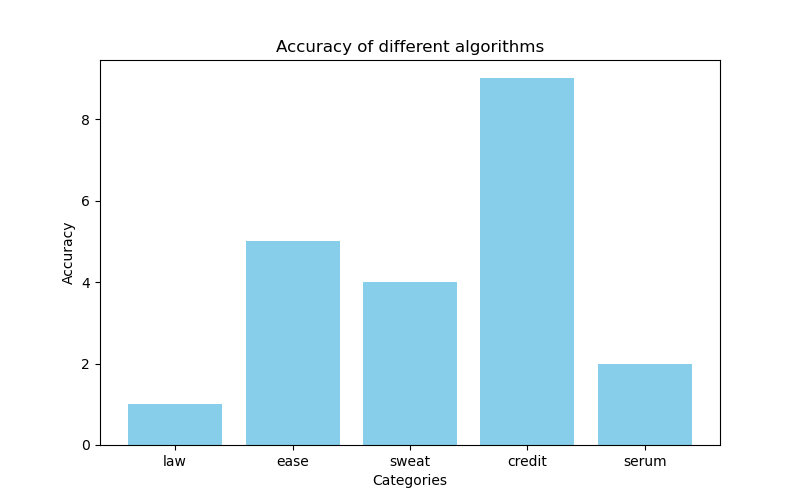 Accuracy of different algorithms
Accuracy
8
6
4
2
0
law ease sweat credit serum
Categories